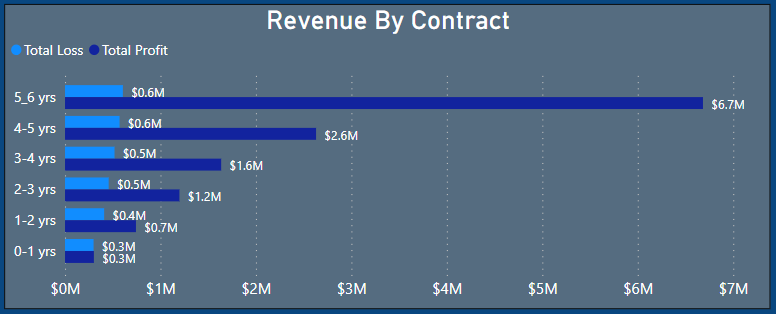 Revenue By Contract
Total Loss Total Profit
5_6 yrs $0.6M
$6.7M
4-5 yrs $0.6M
$2.6M
3-4 yrs $0.5M
$1.6M
2-3 yrs $0.5M
$1.2M
1-2 yrs $0.4M
$0.7M
0-1 yrs $0.3M
$0.3M
$0M $1M $2M $3M $4M $5M $6M $7M